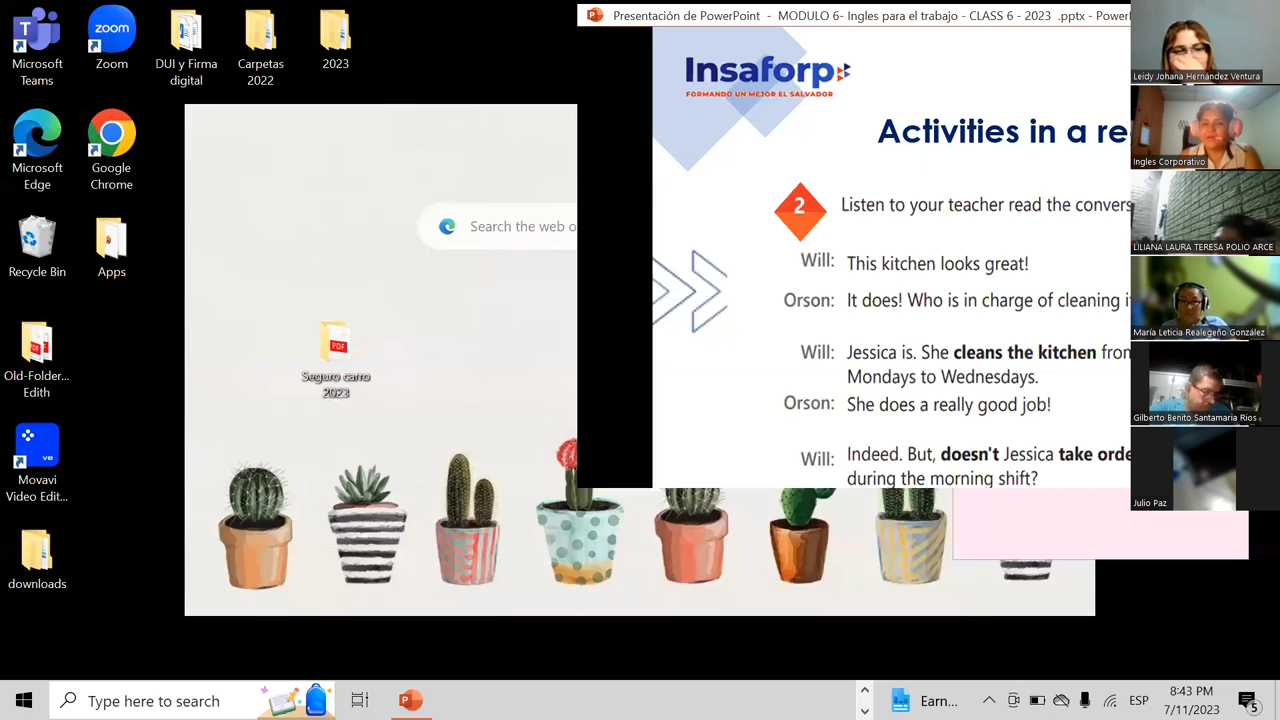 Microsoft
Teams
Zoom
zoom
DUI y Firma
digital
Carpetas
2022
2023
Microsoft
Edge
Google
Chrome
Recycle Bin
Apps
Old-Folder...
Edith
Movavi
Video Edit...
ve
downloads
Search the web o
PDF
Seguro carro
2023
Presentación de PowerPoint - MODULO 6- Ingles para el trabajo - CLASS 6 - 2023 .pptx - Power
Insaforp
FORMANDO UN MEJOR EL SALVADOR
Activities in a re
2
Listen to your teacher read the convers
Will: This kitchen looks great!
Orson: It does! Who is in charge of cleaning i
Will: Jessica is. She cleans the kitchen from
Mondays to Wednesdays.
Orson: She does a really good job!
Will: Indeed. But, doesn't Jessica take orde
during the morning shift?
Leidy Johana Hernández Ventura
Ingles Corporativo
LILIANA LAURA TERESA POLIO ARCE
María Leticia Realegeño González
Gilberto Benito Santamaria Rios
Julio Paz
Type here to search
Earn...
ESP
8:43 PM
7/11/2023
5